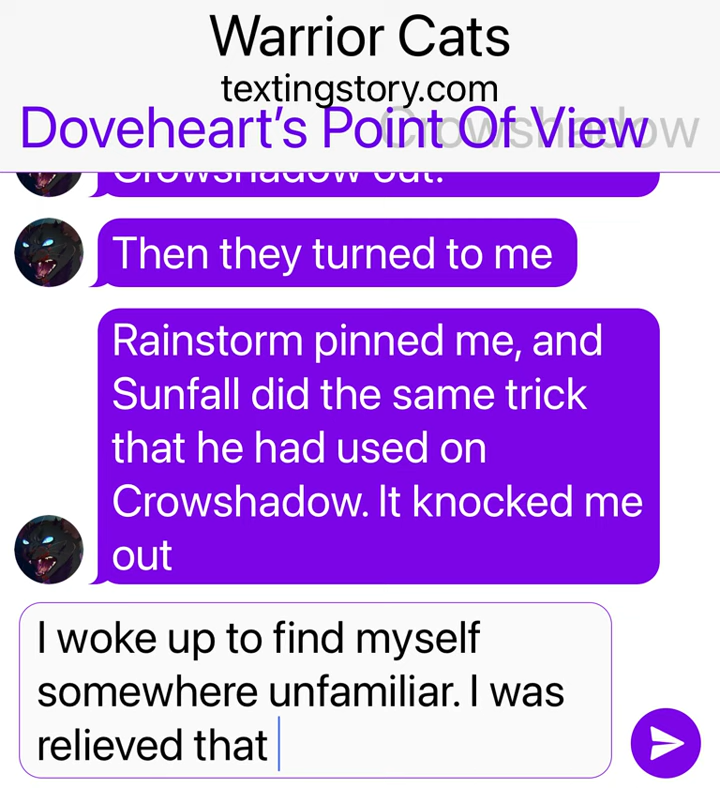 Warrior Cats
textingstory.com
Doveheart's Point Of View
Crowshadow
Crowshadow out.
Then they turned to me
Rainstorm pinned me, and
Sunfall did the same trick
that he had used on
Crowshadow. It knocked me
out
I woke up to find myself
somewhere unfamiliar. I was
relieved that